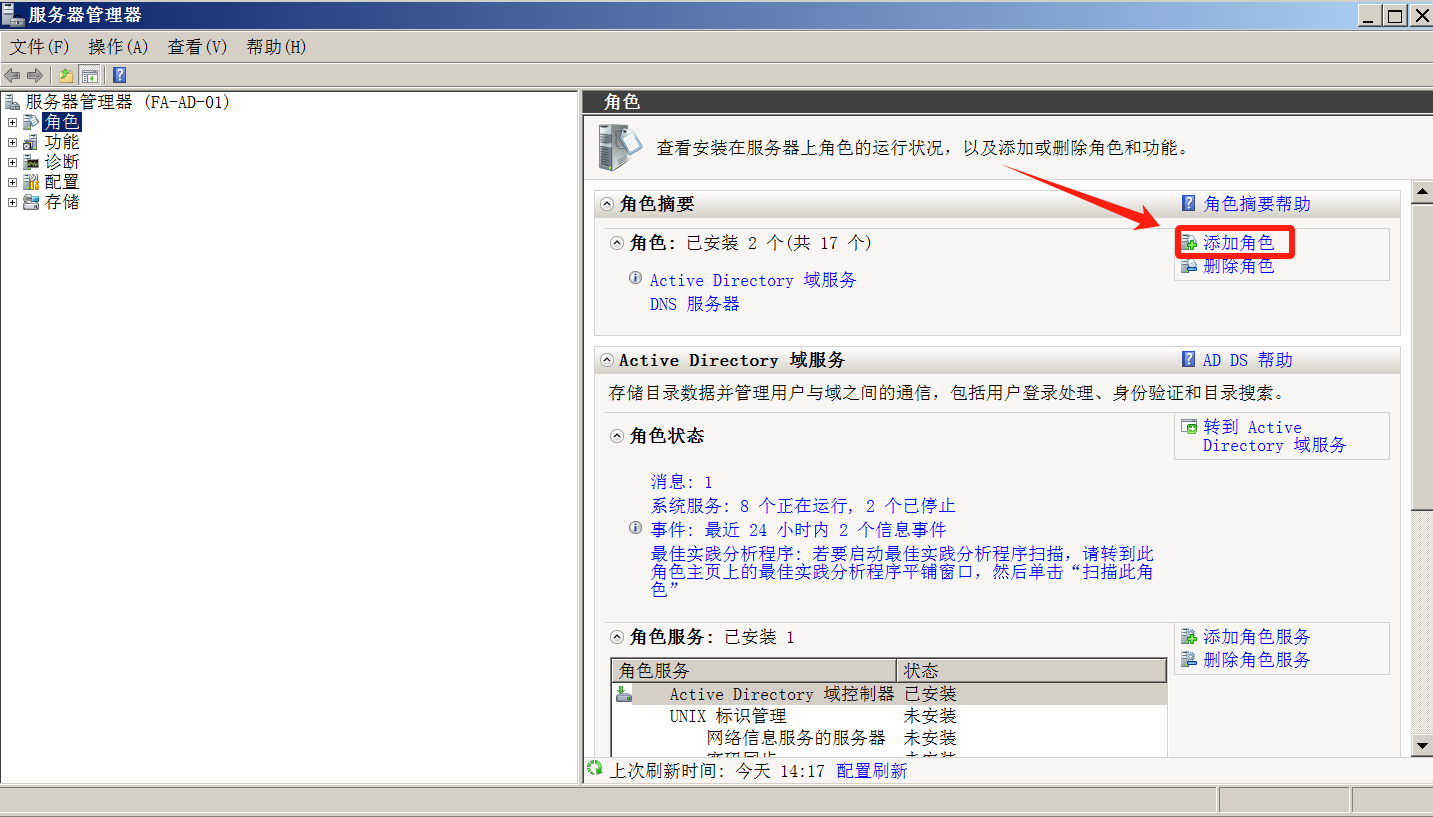 服务器管理器
文件(F) 操作(A) 查看(V) 帮助(H)
服务器管理器 (FA-AD-01)
角色
功能
诊断
配置
存储
角色
查看安装在服务器上角色的运行状况，以及添加或删除角色和功能。
角色摘要
角色摘要帮助
角色: 已安装 2 个(共 17 个)
添加角色
删除角色
Active Directory 域服务
DNS 服务器
Active Directory 域服务
AD DS 帮助
存储目录数据并管理用户与域之间的通信，包括用户登录处理、身份验证和目录搜索。
角色状态
转到 Active
Directory 域服务
消息: 1
系统服务: 8 个正在运行, 2 个已停止
事件: 最近 24 小时内 2 个信息事件
最佳实践分析程序: 若要启动最佳实践分析程序扫描，请转到此
角色主页上的最佳实践分析程序平铺窗口，然后单击“扫描此角
色”
角色服务: 已安装 1
添加角色服务
删除角色服务
角色服务 状态
Active Directory 域控制器 已安装
UNIX 标识管理 未安装
网络信息服务的服务器 未安装
上次刷新时间: 今天 14:17 配置刷新